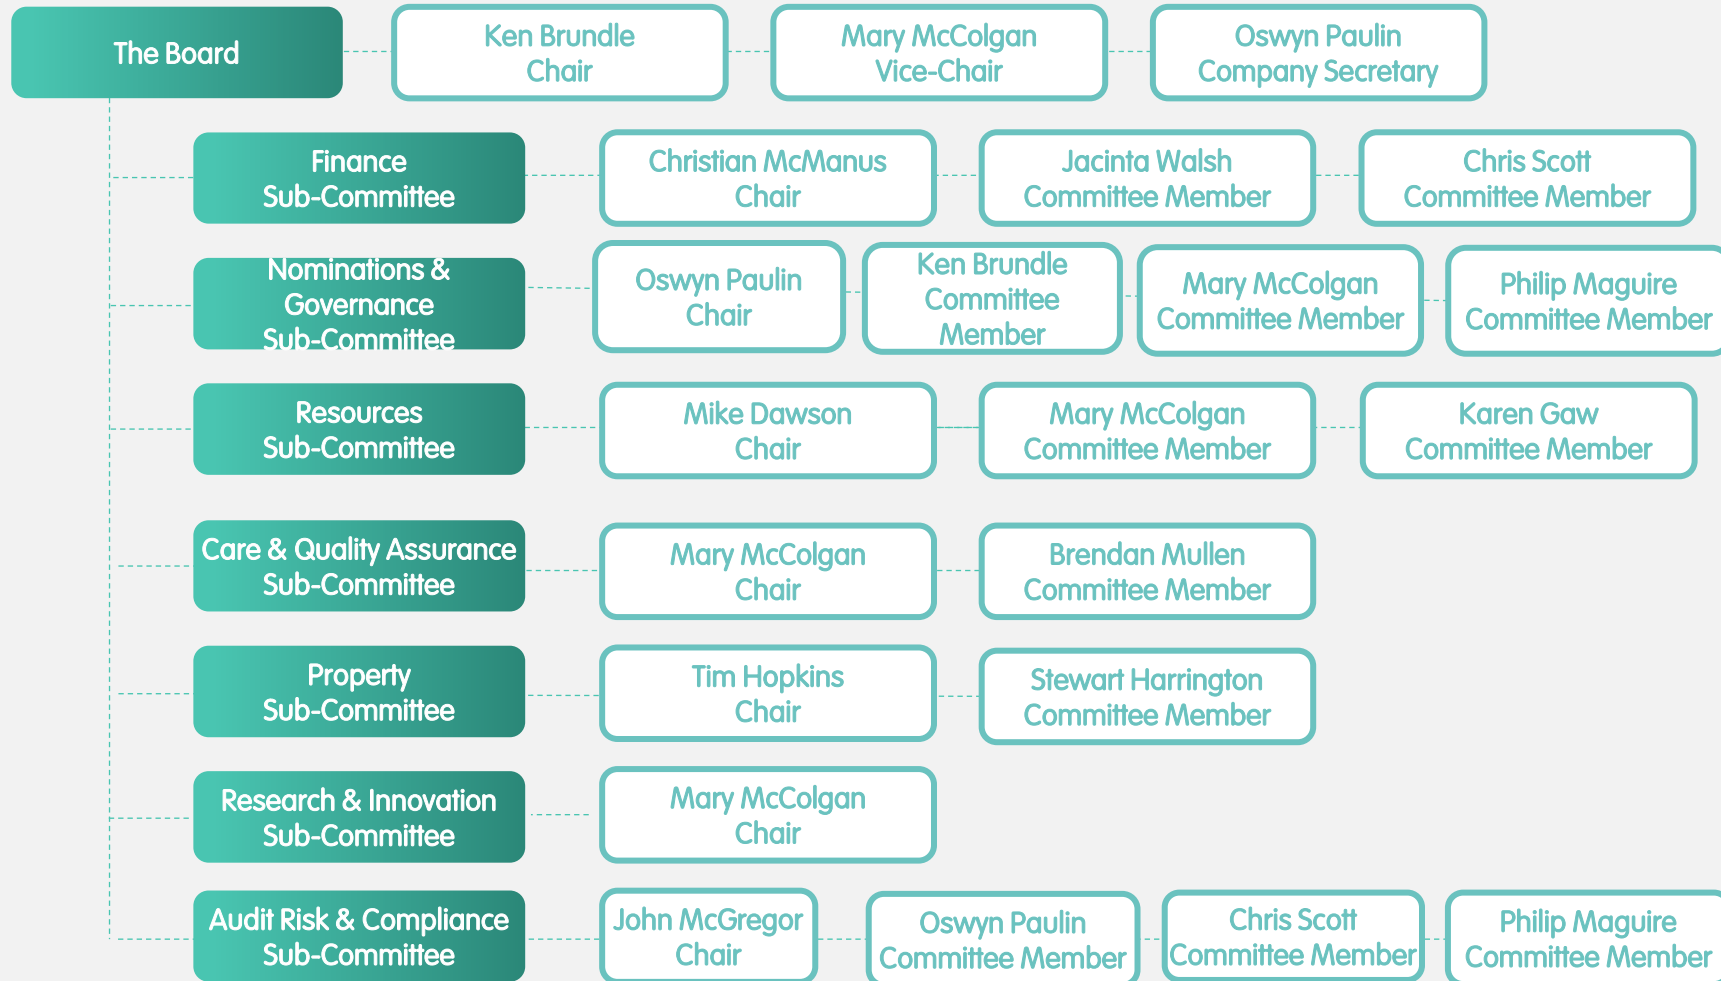 The Board
Ken Brundle
Chair
Mary McColgan
Vice-Chair
Oswyn Paulin
Company Secretary
Finance
Sub-Committee
Christian McManus
Chair
Jacinta Walsh
Committee Member
Chris Scott
Committee Member
Nominations &
Governance
Sub-Committee
Oswyn Paulin
Chair
Ken Brundle
Committee
Member
Mary McColgan
Committee Member
Philip Maguire
Committee Member
Resources
Sub-Committee
Mike Dawson
Chair
Mary McColgan
Committee Member
Karen Gaw
Committee Member
Care & Quality Assurance
Sub-Committee
Mary McColgan
Chair
Brendan Mullen
Committee Member
Property
Sub-Committee
Tim Hopkins
Chair
Stewart Harrington
Committee Member
Research & Innovation
Sub-Committee
Mary McColgan
Chair
Audit Risk & Compliance
Sub-Committee
John McGregor
Chair
Oswyn Paulin
Committee Member
Chris Scott
Committee Member
Philip Maguire
Committee Member